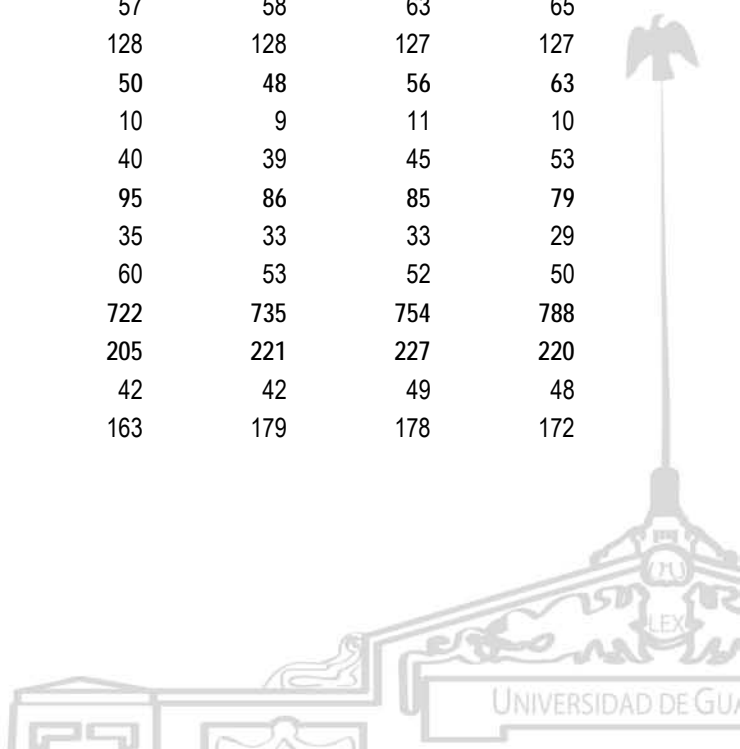 57 58 63 65
128 128 127 127
50 48 56 63
10 9 11 10
40 39 45 53
95 86 85 79
35 33 33 29
60 53 52 50
722 735 754 788
205 221 227 220
42 42 49 48
163 179 178 172
LEX
UNIVERSIDAD DE GUA